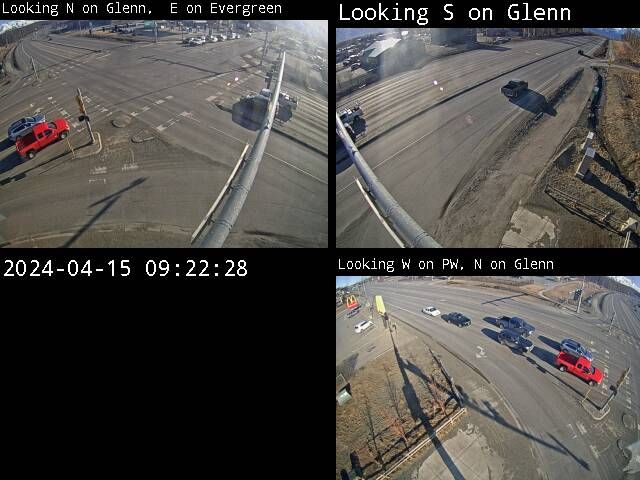 Looking N on Glenn, E on Evergreen
Looking S on Glenn
2024-04-15 09:22:28
Looking W on PW, N on Glenn